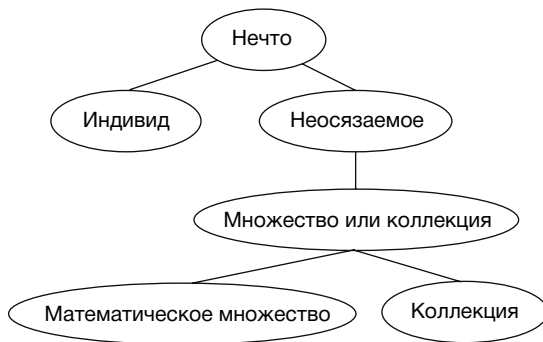 Нечто
Индивид
Неосязаемое
Множество или коллекция
Математическое множество
Коллекция